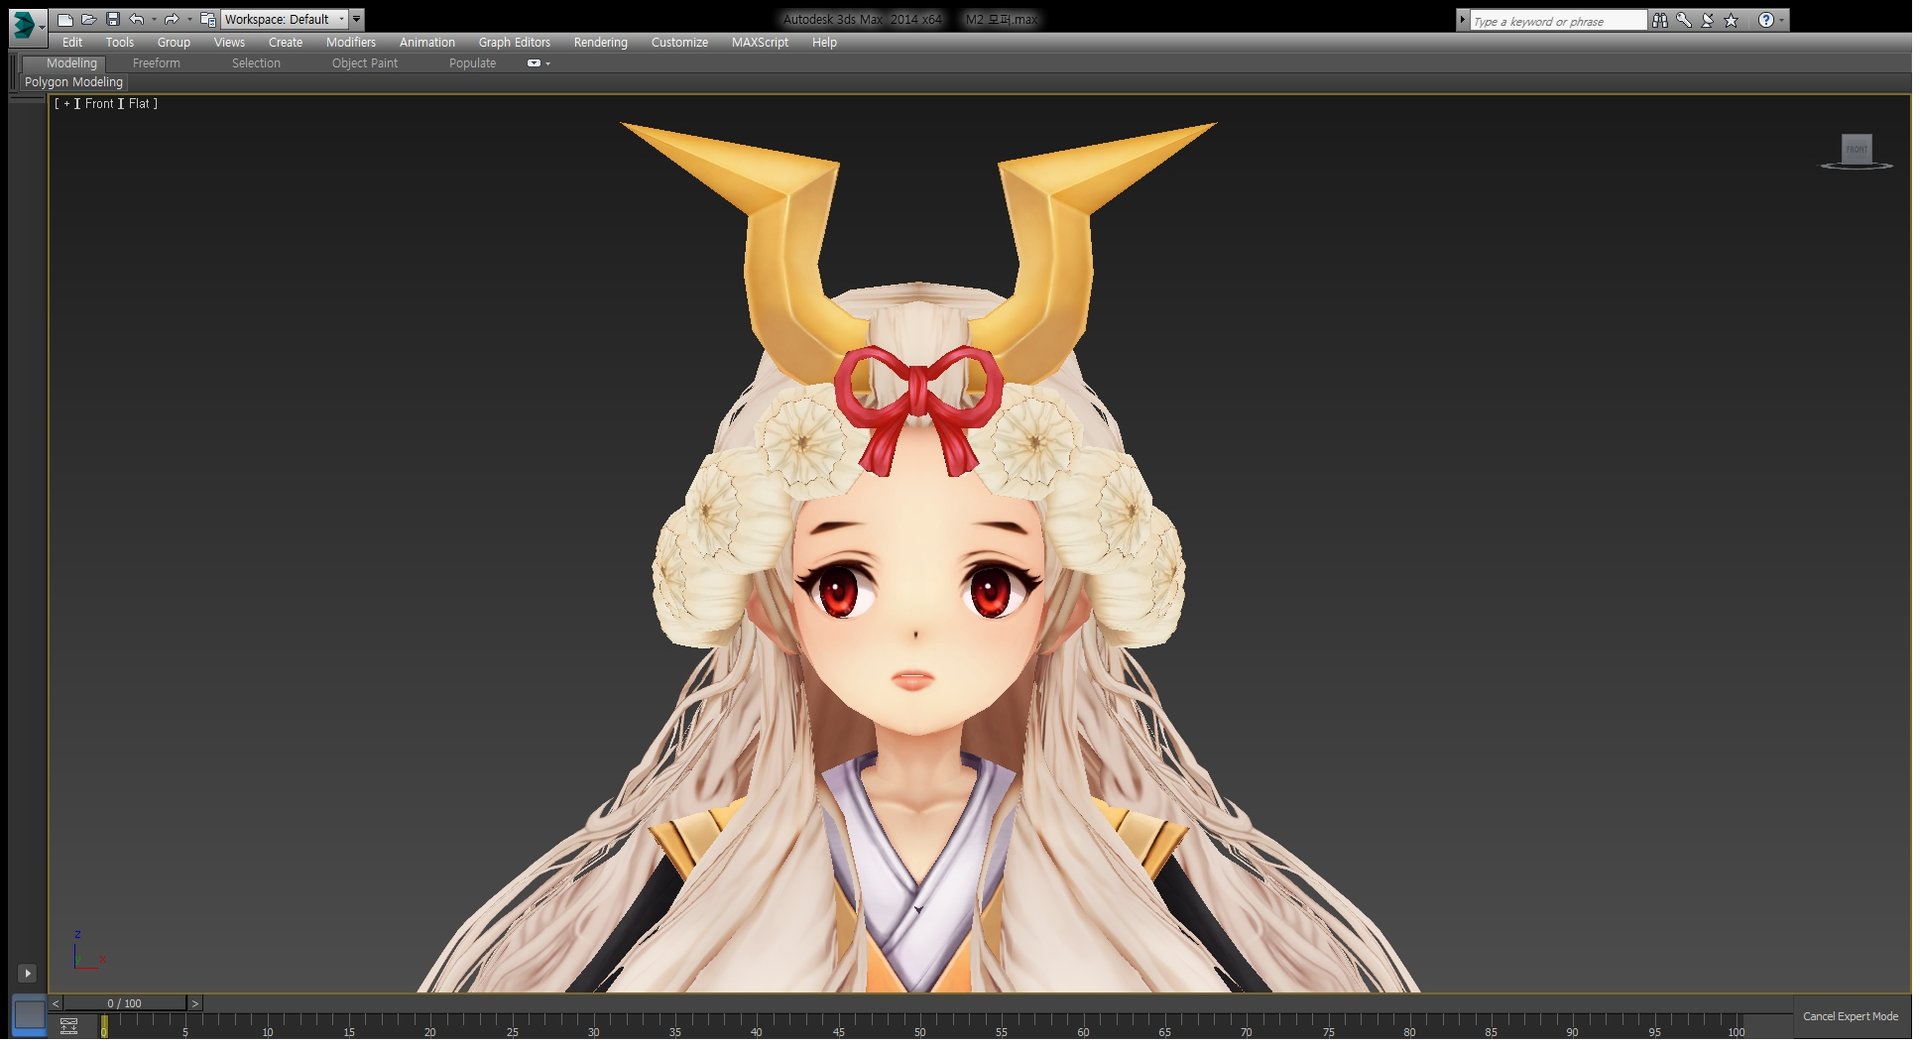 Workspace: Default
Autodesk 3ds Max 2014 x64 M2 모퍼.max
Type a keyword or phrase
Edit Tools Group Views Create Modifiers Animation Graph Editors Rendering Customize MAXScript Help
Modeling Freeform Selection Object Paint Populate
Polygon Modeling
[ + ] [ Front ] [ Flat ]
FRONT
z
y
x
< 0 / 100 >
0 5 10 15 20 25 30 35 40 45 50 55 60 65 70 75 80 85 90 95 100
Cancel Expert Mode